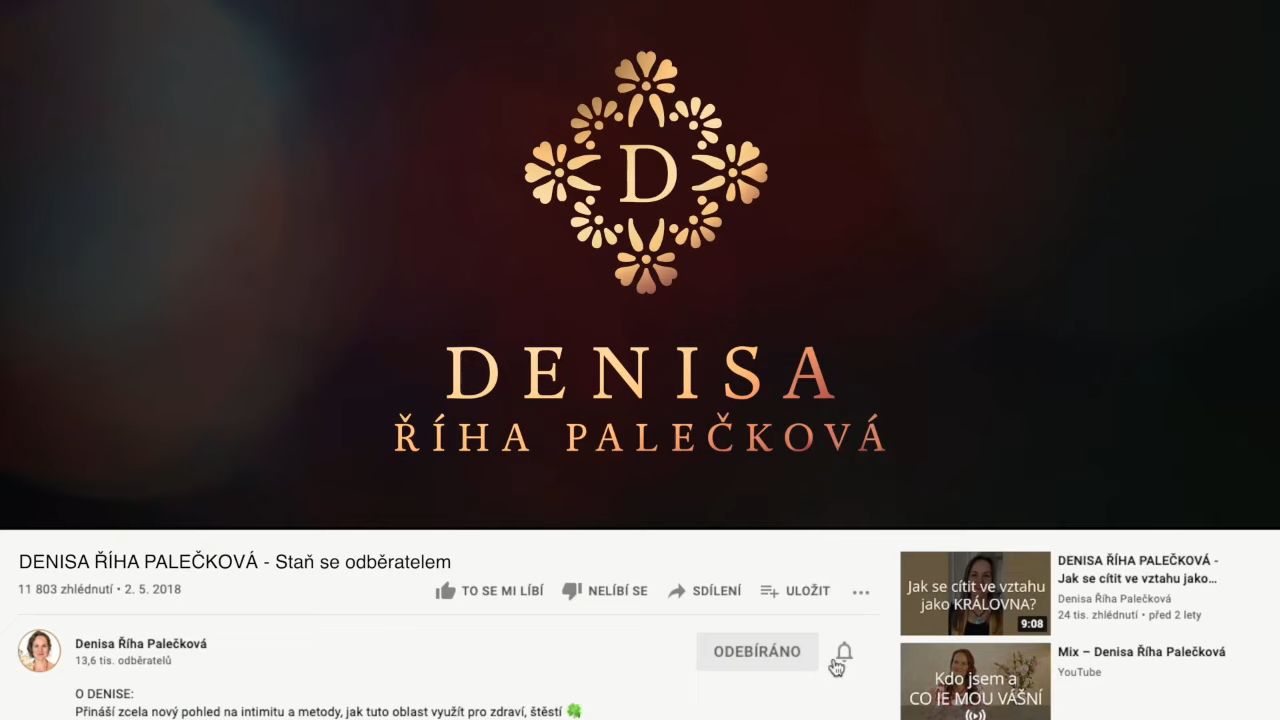 D
DENISA
ŘÍHA PALEČKOVÁ
DENISA ŘÍHA PALEČKOVÁ - Staň se odběratelem
11 803 zhlédnutí • 2. 5. 2018
TO SE MI LÍBÍ
NELÍBÍ SE
SDÍLENÍ
ULOŽIT
Denisa Říha Palečková
13,6 tis. odběratelů
ODEBÍRÁNO
O DENISE:
Přináší zcela nový pohled na intimitu a metody, jak tuto oblast využít pro zdraví, štěstí 🍀
Jak se cítit ve vztahu
jako KRÁLOVNA?
9:08
DENISA ŘÍHA PALEČKOVÁ -
Jak se cítit ve vztahu jako...
Denisa Říha Palečková
24 tis. zhlédnutí • před 2 lety
Kdo jsem a
CO JE MOU VÁŠNÍ
Mix – Denisa Říha Palečková
YouTube